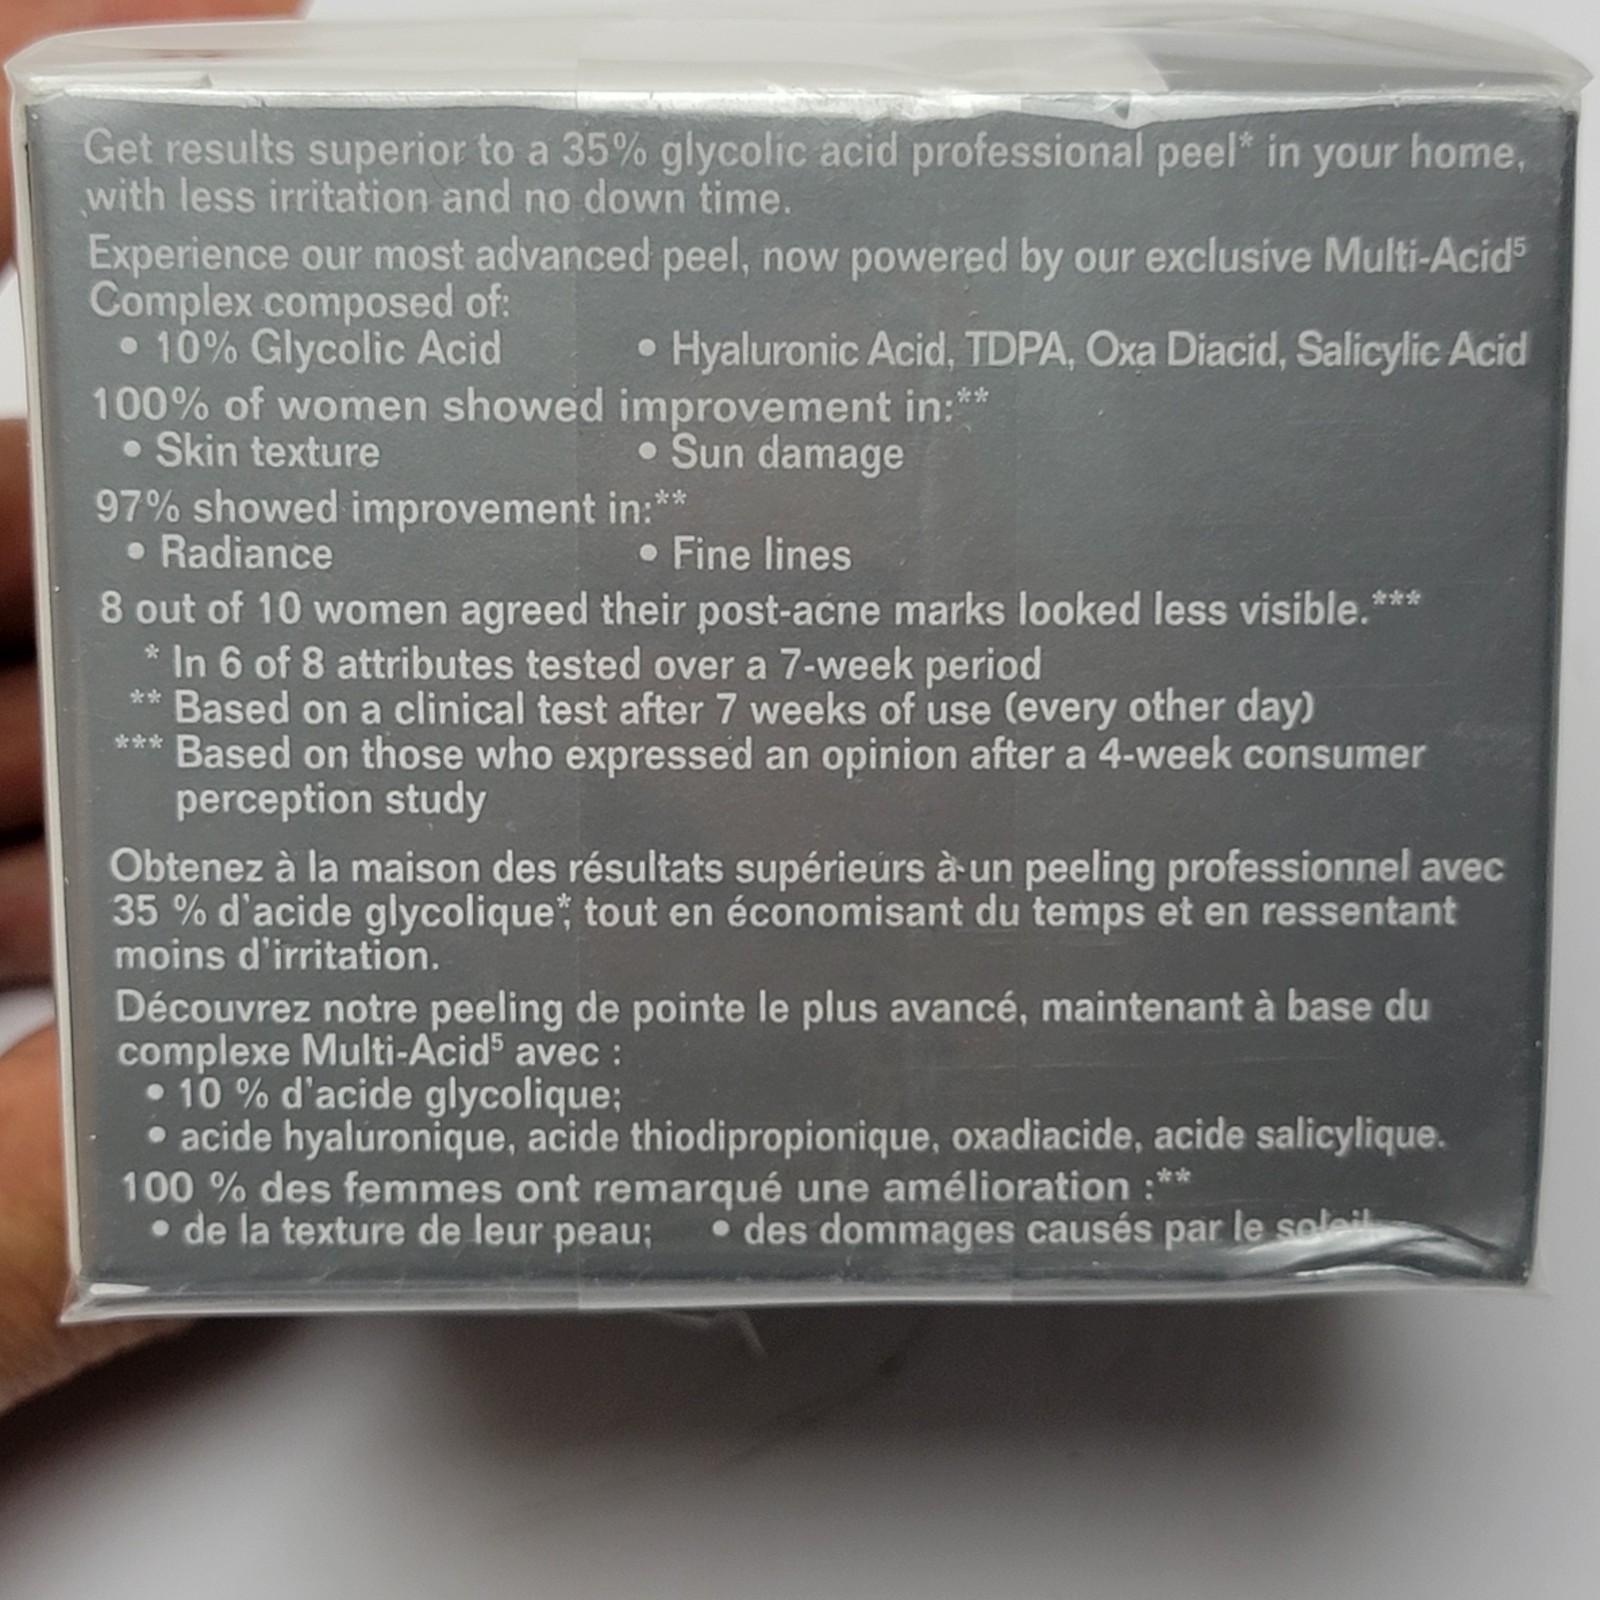 Get results superior to a 35% glycolic acid professional peel* in your home,
with less irritation and no down time.
Experience our most advanced peel, now powered by our exclusive Multi-Acid⁵
Complex composed of:
• 10% Glycolic Acid • Hyaluronic Acid, TDPA, Oxa Diacid, Salicylic Acid
100% of women showed improvement in:**
• Skin texture • Sun damage
97% showed improvement in:**
• Radiance • Fine lines
8 out of 10 women agreed their post-acne marks looked less visible.***
* In 6 of 8 attributes tested over a 7-week period
** Based on a clinical test after 7 weeks of use (every other day)
*** Based on those who expressed an opinion after a 4-week consumer
perception study
Obtenez à la maison des résultats supérieurs à un peeling professionnel avec
35 % d'acide glycolique*, tout en économisant du temps et en ressentant
moins d'irritation.
Découvrez notre peeling de pointe le plus avancé, maintenant à base du
complexe Multi-Acid⁵ avec :
• 10 % d'acide glycolique;
• acide hyaluronique, acide thiodipropionique, oxadiacide, acide salicylique.
100 % des femmes ont remarqué une amélioration :**
• de la texture de leur peau; • des dommages causés par le soleil.